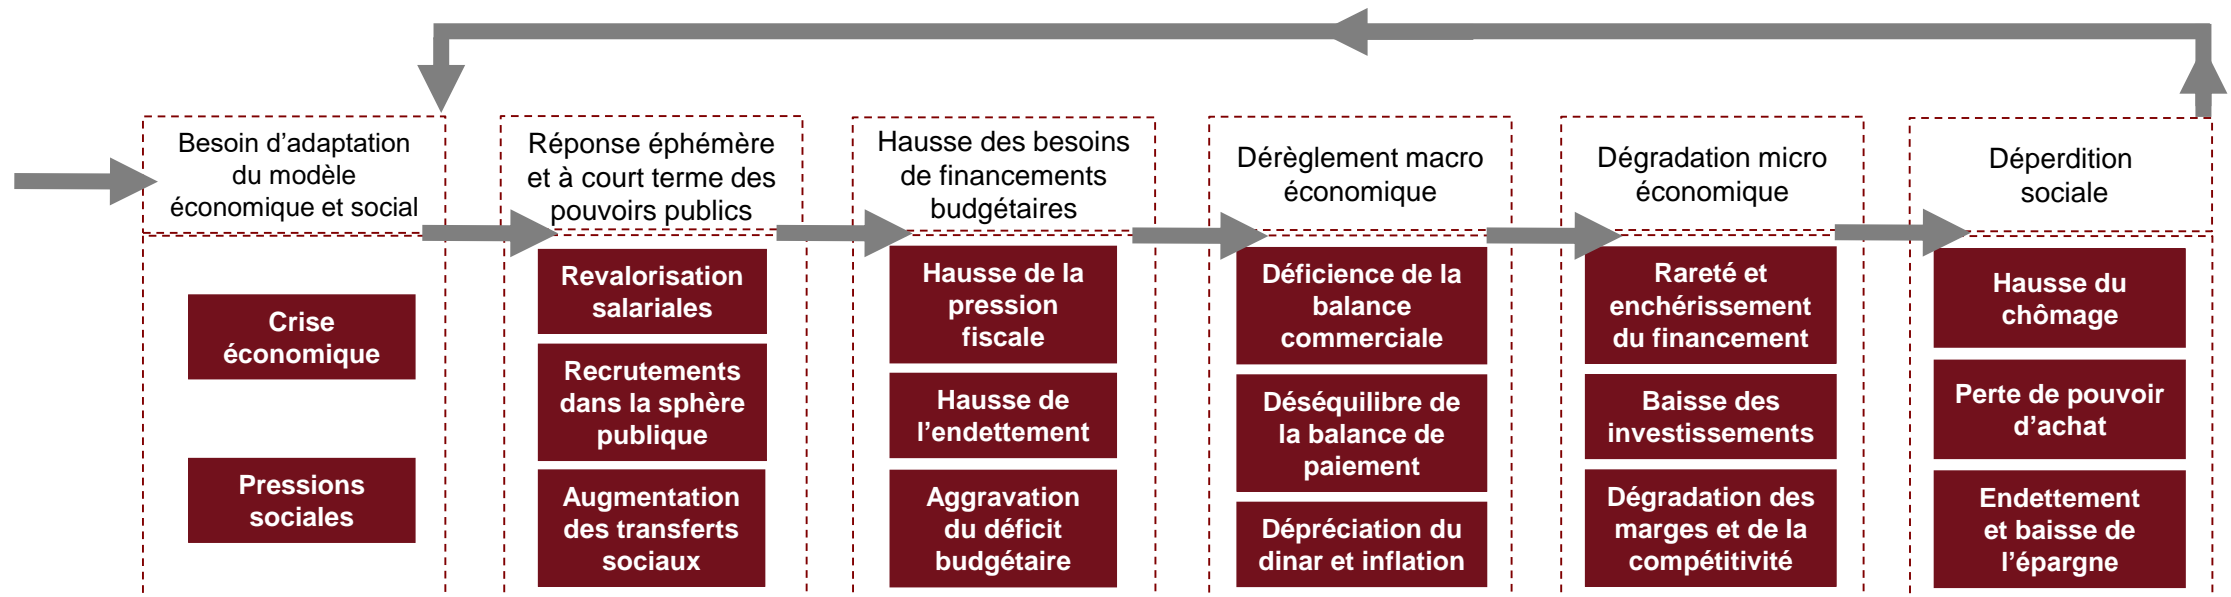 Besoin d’adaptation
du modèle
économique et social
Crise
économique
Pressions
sociales
Réponse éphémère
et à court terme des
pouvoirs publics
Revalorisation
salariales
Recrutements
dans la sphère
publique
Augmentation
des transferts
sociaux
Hausse des besoins
de financements
budgétaires
Hausse de la
pression
fiscale
Hausse de
l’endettement
Aggravation
du déficit
budgétaire
Dérèglement macro
économique
Déficience de la
balance
commerciale
Déséquilibre de
la balance de
paiement
Dépréciation du
dinar et inflation
Dégradation micro
économique
Rareté et
enchérissement
du financement
Baisse des
investissements
Dégradation des
marges et de la
compétitivité
Déperdition
sociale
Hausse du
chômage
Perte de pouvoir
d’achat
Endettement
et baisse de
l’épargne